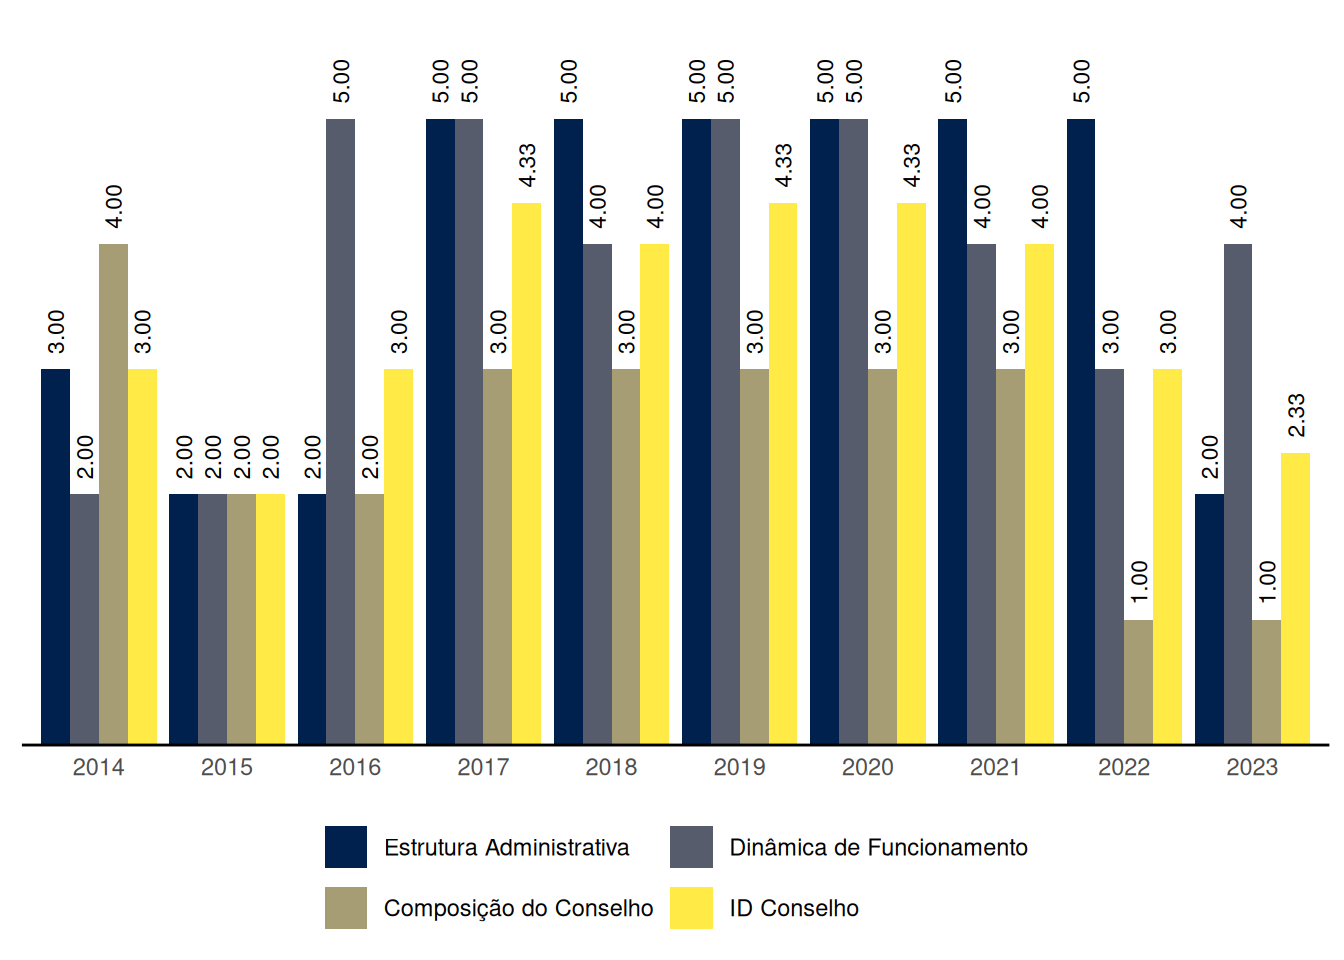 3.00 2.00 4.00 3.00
2.00 2.00 2.00 2.00
2.00 5.00 2.00 3.00
5.00 5.00 3.00 4.33
5.00 4.00 3.00 4.00
5.00 5.00 3.00 4.33
5.00 5.00 3.00 4.33
5.00 4.00 3.00 4.00
5.00 3.00 1.00 3.00
2.00 4.00 1.00 2.33
2014 2015 2016 2017 2018 2019 2020 2021 2022 2023
Estrutura Administrativa Dinâmica de Funcionamento
Composição do Conselho ID Conselho